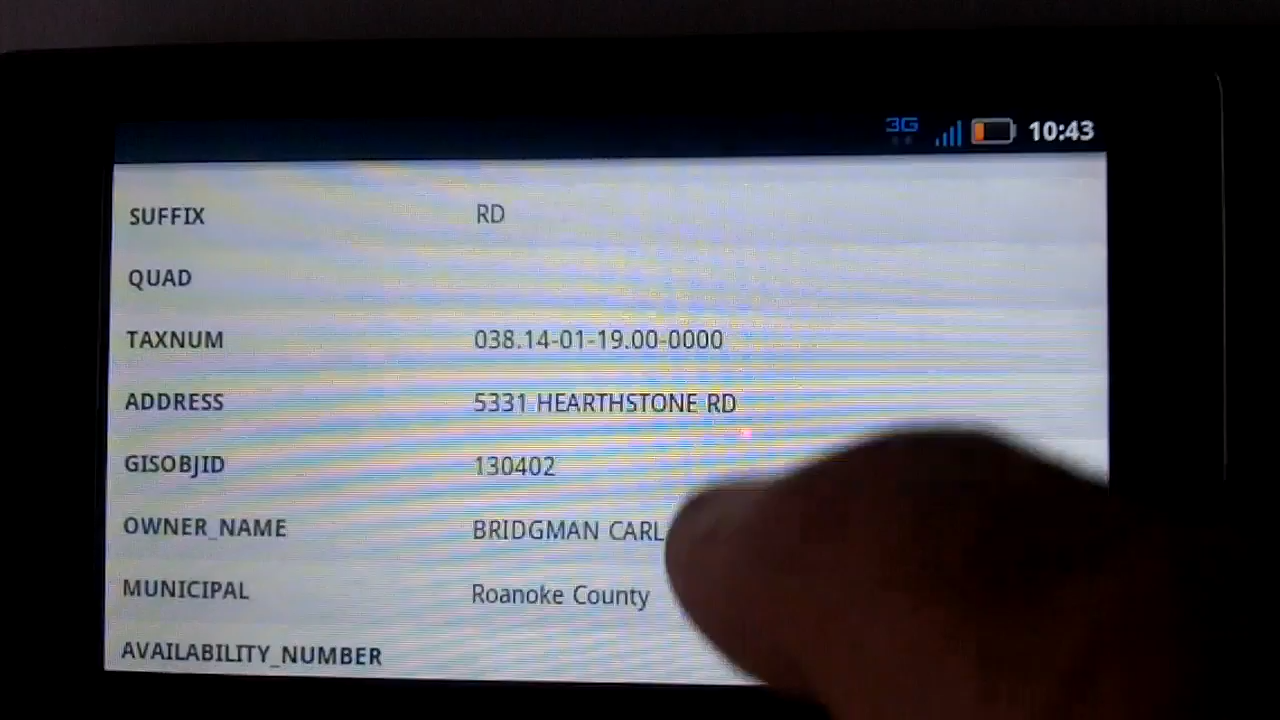 3G 10:43
SUFFIX RD
QUAD
TAXNUM 038.14-01-19.00-0000
ADDRESS 5331 HEARTHSTONE RD
GISOBJID 130402
OWNER_NAME BRIDGMAN CARL
MUNICIPAL Roanoke County
AVAILABILITY_NUMBER